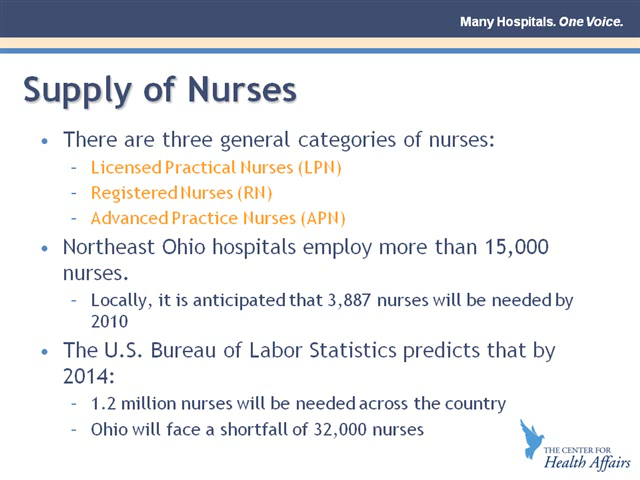 Many Hospitals. One Voice.
Supply of Nurses
• There are three general categories of nurses:
– Licensed Practical Nurses (LPN)
– Registered Nurses (RN)
– Advanced Practice Nurses (APN)
• Northeast Ohio hospitals employ more than 15,000
nurses.
– Locally, it is anticipated that 3,887 nurses will be needed by
2010
• The U.S. Bureau of Labor Statistics predicts that by
2014:
– 1.2 million nurses will be needed across the country
– Ohio will face a shortfall of 32,000 nurses
THE CENTER FOR
Health Affairs